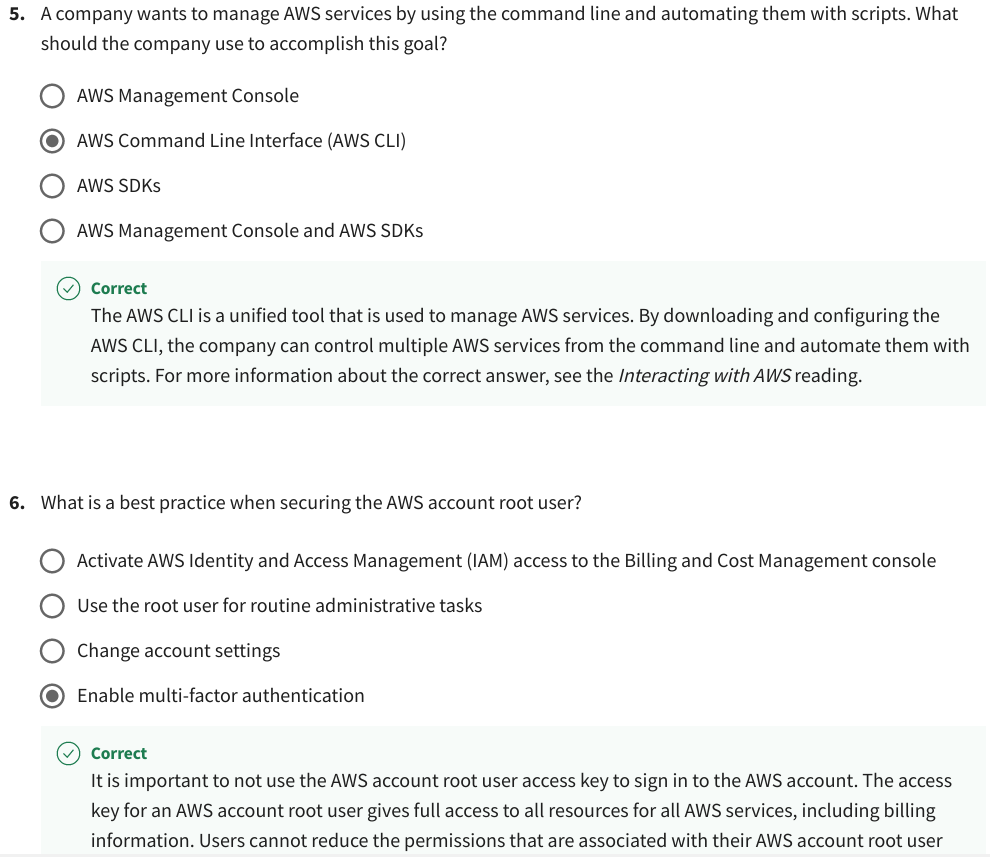 5. A company wants to manage AWS services by using the command line and automating them with scripts. What
should the company use to accomplish this goal?
AWS Management Console
AWS Command Line Interface (AWS CLI)
AWS SDKs
AWS Management Console and AWS SDKs
Correct
The AWS CLI is a unified tool that is used to manage AWS services. By downloading and configuring the
AWS CLI, the company can control multiple AWS services from the command line and automate them with
scripts. For more information about the correct answer, see the Interacting with AWS reading.
6. What is a best practice when securing the AWS account root user?
Activate AWS Identity and Access Management (IAM) access to the Billing and Cost Management console
Use the root user for routine administrative tasks
Change account settings
Enable multi-factor authentication
Correct
It is important to not use the AWS account root user access key to sign in to the AWS account. The access
key for an AWS account root user gives full access to all resources for all AWS services, including billing
information. Users cannot reduce the permissions that are associated with their AWS account root user